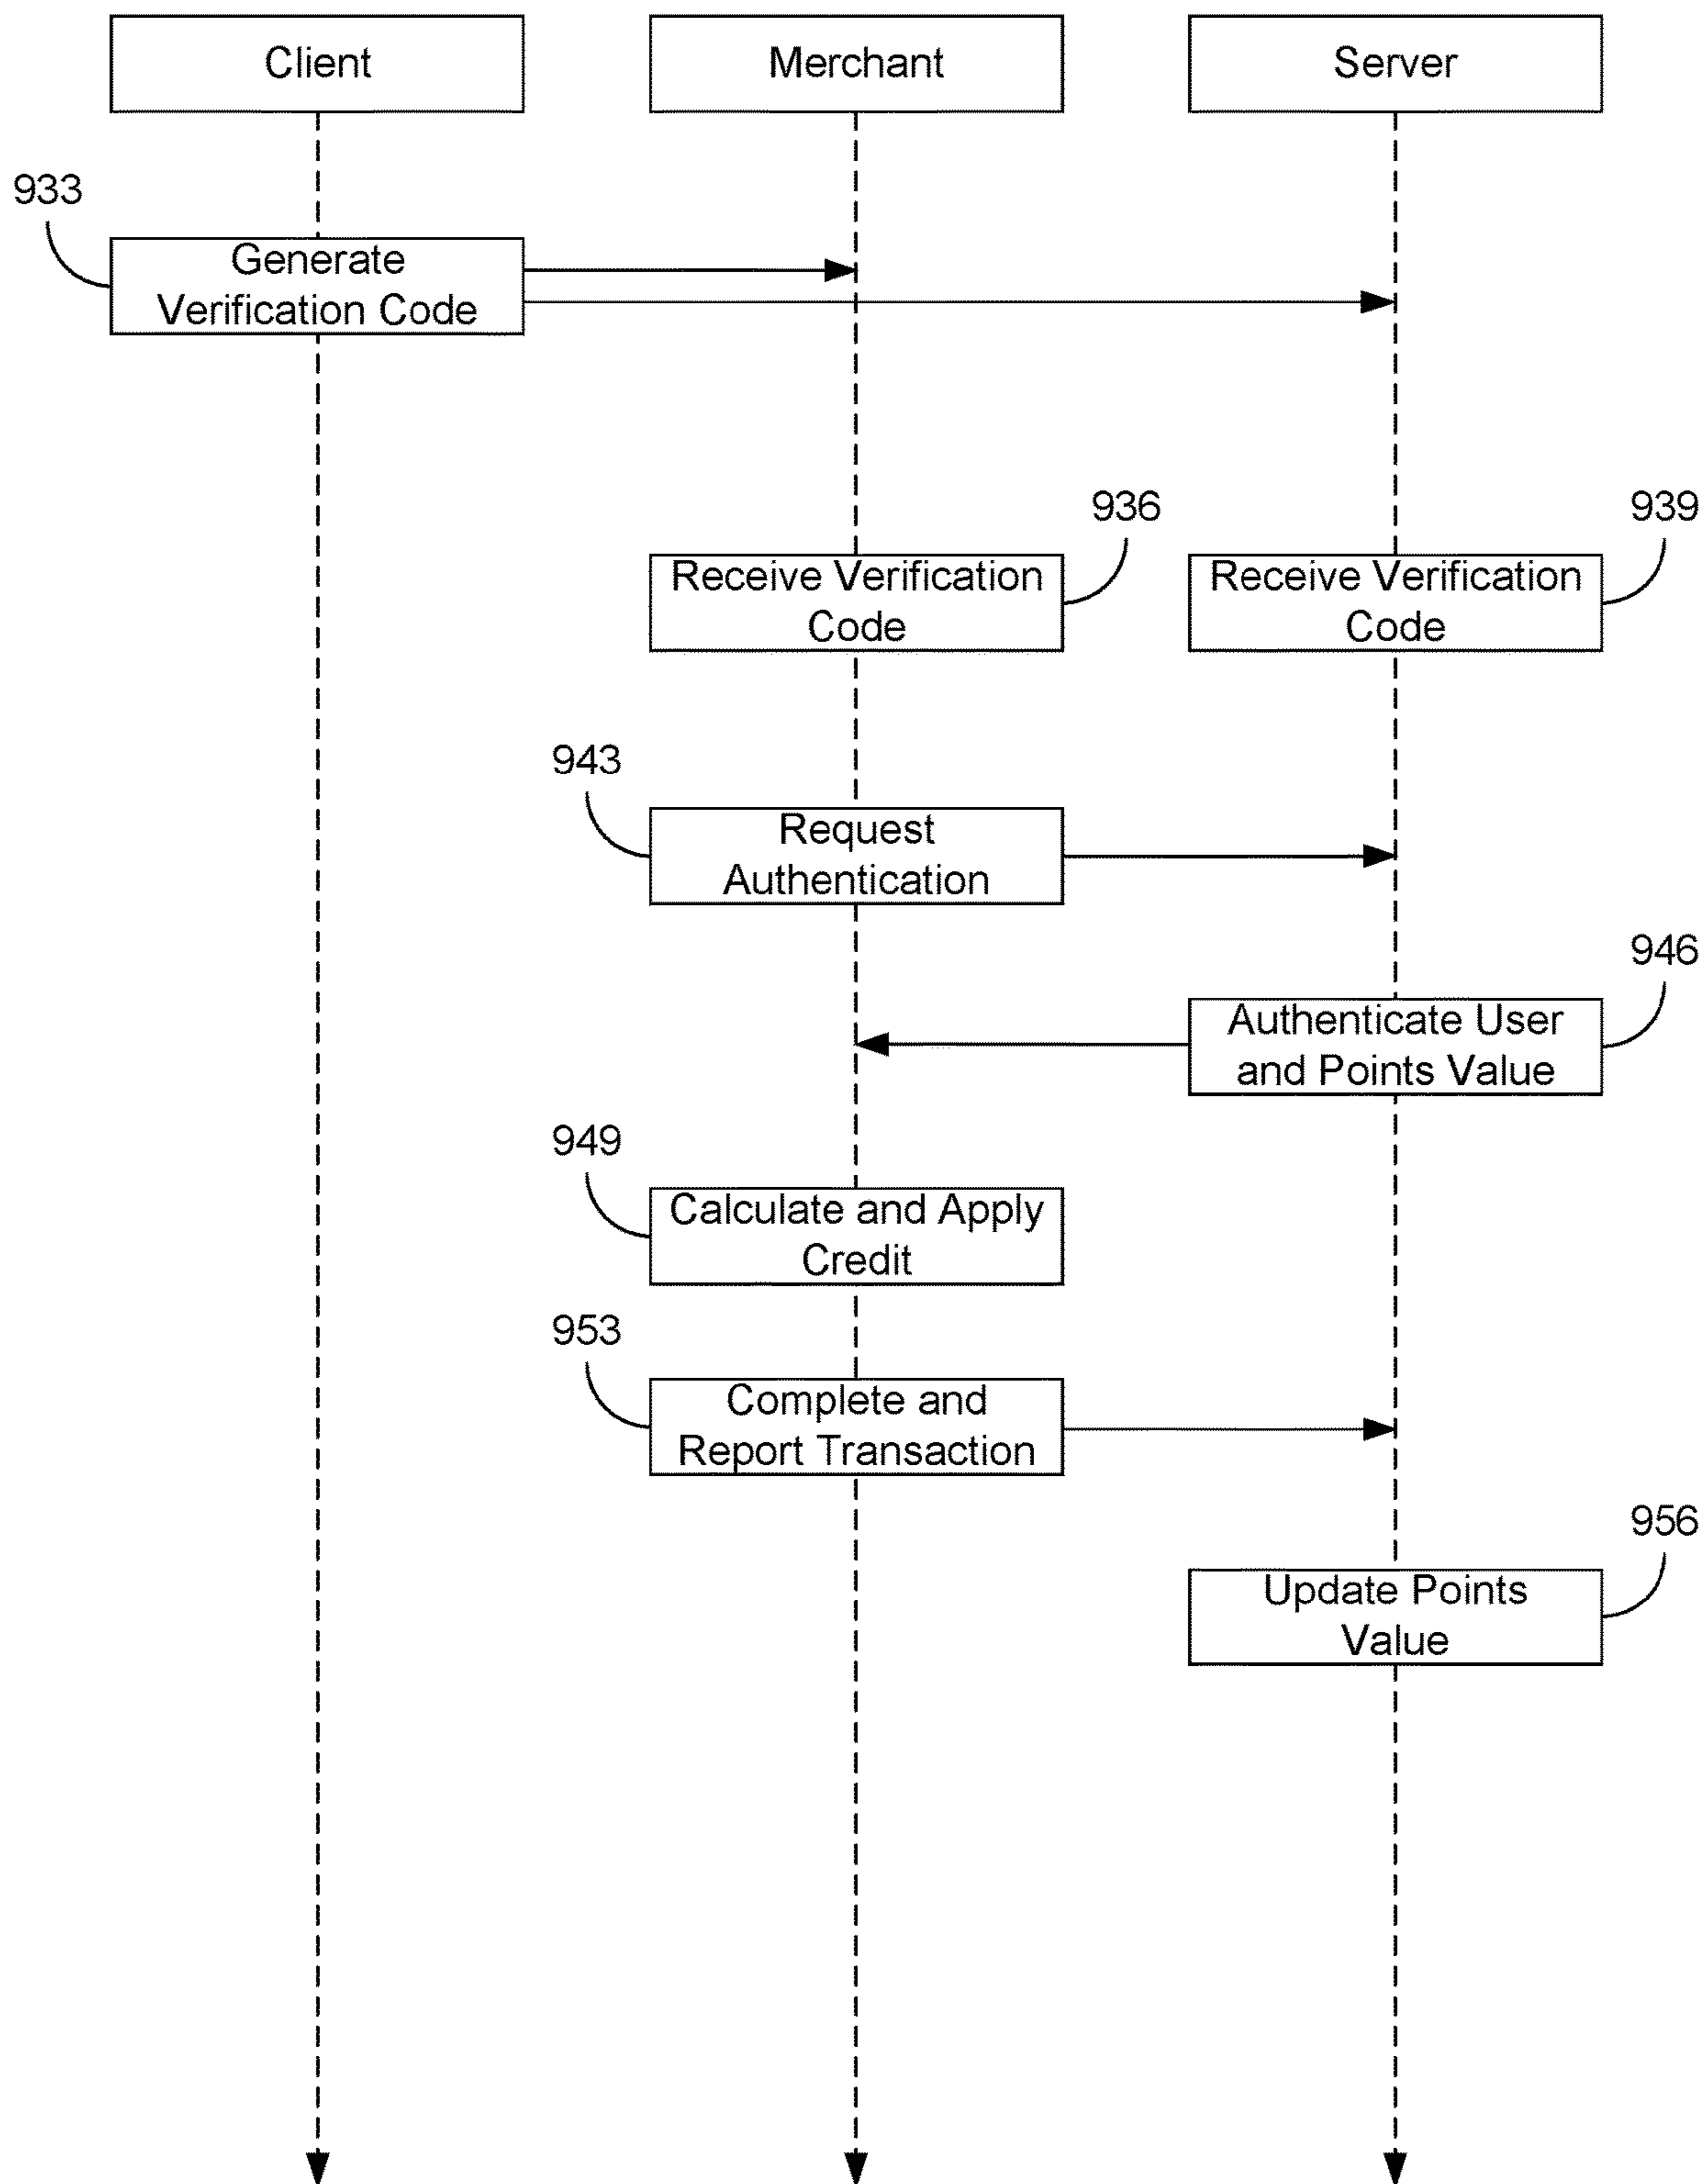 Client
Merchant
Server
933
Generate
Verification Code
936
939
Receive Verification
Code
Receive Verification
Code
943
Request
Authentication
946
Authenticate User
and Points Value
949
Calculate and Apply
Credit
953
Complete and
Report Transaction
956
Update Points
Value